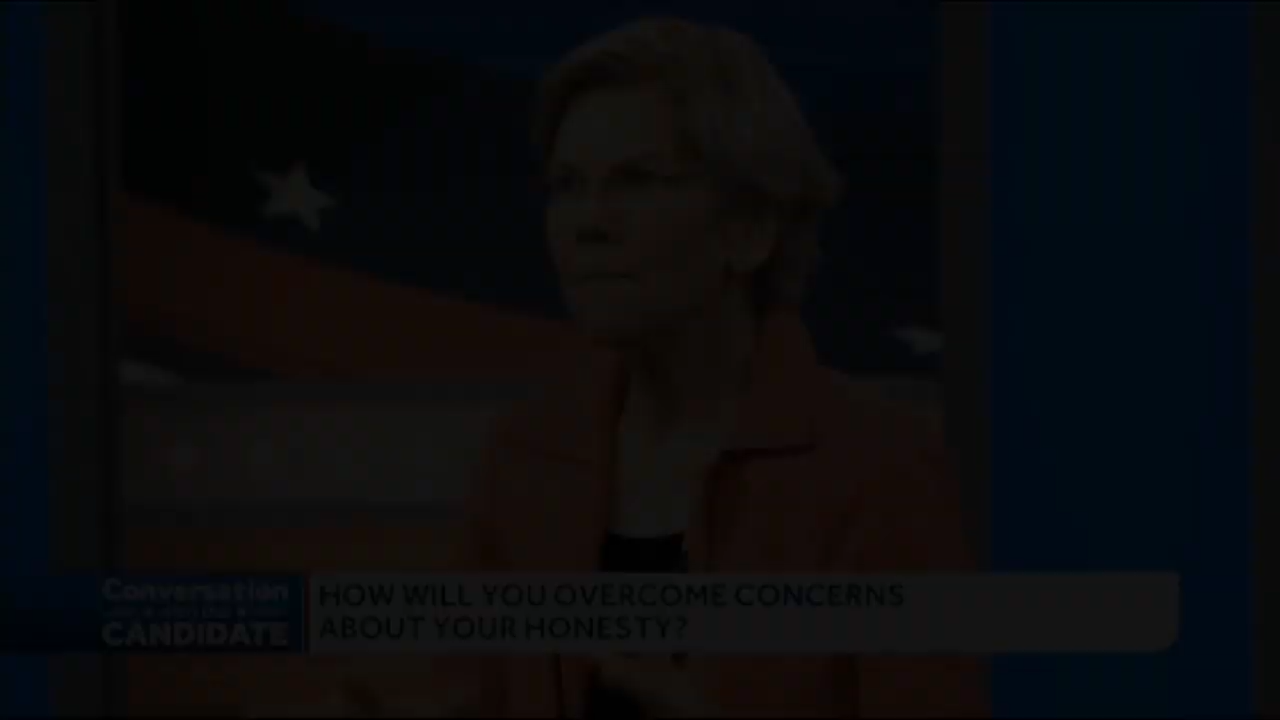 Conversation
CANDIDATE
HOW WILL YOU OVERCOME CONCERNS
ABOUT YOUR HONESTY?